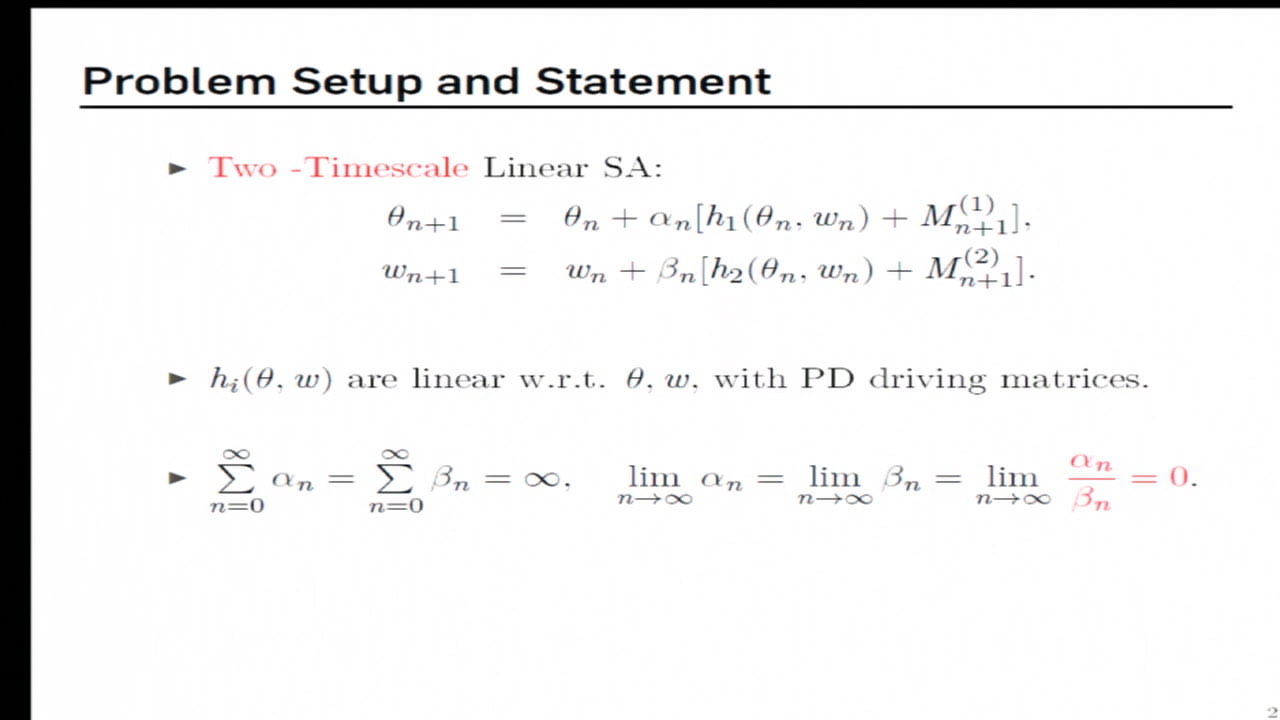 Problem Setup and Statement
► Two -Timescale Linear SA:
θ_{n+1} = θ_n + α_n[h_1(θ_n, w_n) + M_{n+1}^{(1)}],
w_{n+1} = w_n + β_n[h_2(θ_n, w_n) + M_{n+1}^{(2)}].
► h_i(θ, w) are linear w.r.t. θ, w, with PD driving matrices.
► ∑_{n=0}^{∞} α_n = ∑_{n=0}^{∞} β_n = ∞, lim_{n→∞} α_n = lim_{n→∞} β_n = lim_{n→∞} α_n/β_n = 0.
2